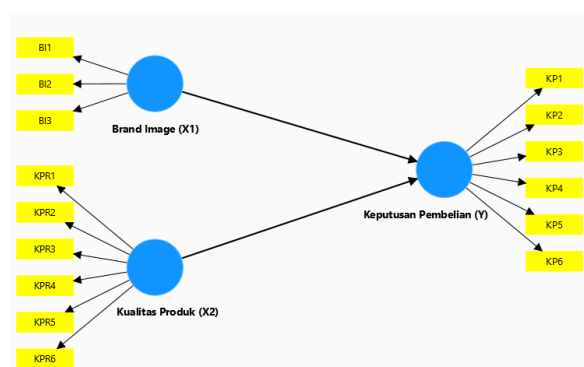 BI1
BI2
BI3
Brand Image (X1)
KPR1
KPR2
KPR3
KPR4
KPR5
KPR6
Kualitas Produk (X2)
KP1
KP2
KP3
KP4
KP5
KP6
Keputusan Pembelian (Y)